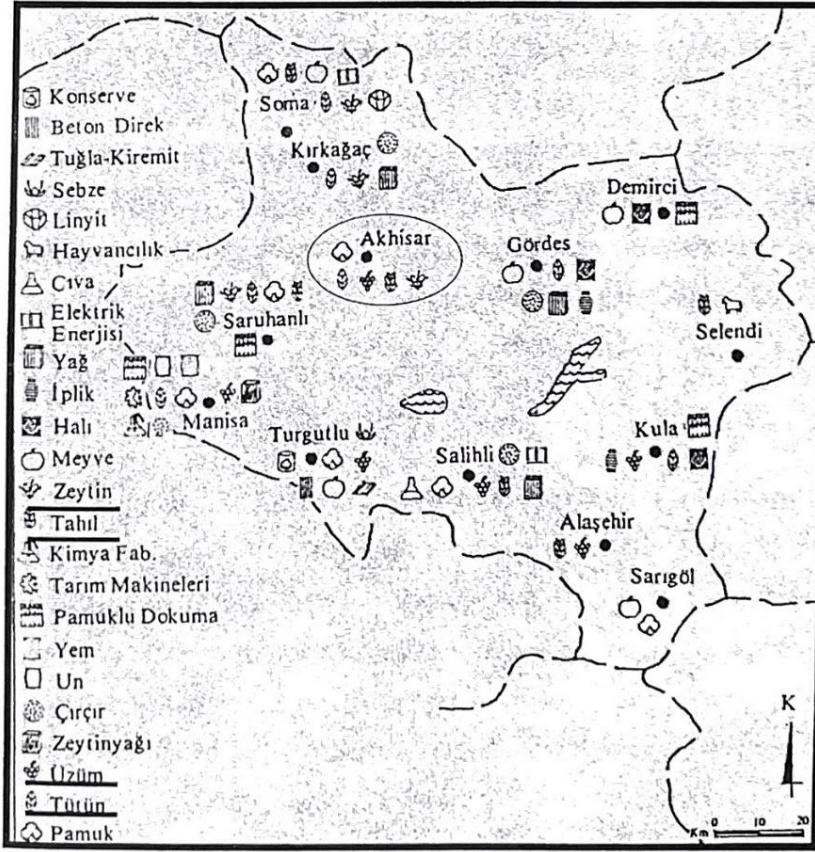 Konserve
Beton Direk
Tuğla-Kiremit
Sebze
Linyit
Hayvancılık
Cıva
Elektrik
Enerjisi
Yağ
İplik
Halı
Meyve
Zeytin
Tahıl
Kimya Fab.
Tarım Makineleri
Pamuklu Dokuma
Yem
Un
Çırçır
Zeytinyağı
Üzüm
Tütün
Pamuk
Soma
Kırkağaç
Demirci
Akhisar
Gördes
Saruhanlı
Selendi
Manisa
Turgutlu
Salihli
Kula
Alaşehir
Sarıgöl
K
Km 0 10 20